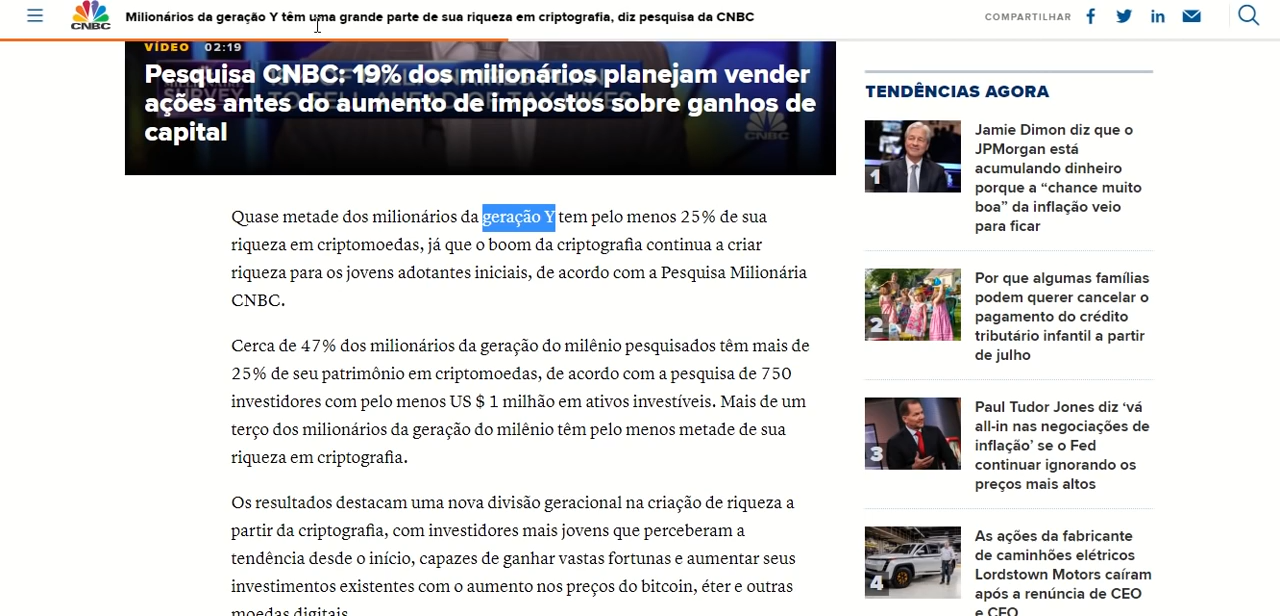 CNBC
Milionários da geração Y têm uma grande parte de sua riqueza em criptografia, diz pesquisa da CNBC
COMPARTILHAR
VÍDEO 02:19
Pesquisa CNBC: 19% dos milionários planejam vender
ações antes do aumento de impostos sobre ganhos de
capital
SURVEY
CNBC
Quase metade dos milionários da geração Y tem pelo menos 25% de sua
riqueza em criptomoedas, já que o boom da criptografia continua a criar
riqueza para os jovens adotantes iniciais, de acordo com a Pesquisa Milionária
CNBC.
Cerca de 47% dos milionários da geração do milênio pesquisados têm mais de
25% de seu patrimônio em criptomoedas, de acordo com a pesquisa de 750
investidores com pelo menos US $ 1 milhão em ativos investíveis. Mais de um
terço dos milionários da geração do milênio têm pelo menos metade de sua
riqueza em criptografia.
Os resultados destacam uma nova divisão geracional na criação de riqueza a
partir da criptografia, com investidores mais jovens que perceberam a
tendência desde o início, capazes de ganhar vastas fortunas e aumentar seus
investimentos existentes com o aumento nos preços do bitcoin, éter e outras
moedas digitais.
TENDÊNCIAS AGORA
1
Jamie Dimon diz que o
JPMorgan está
acumulando dinheiro
porque a “chance muito
boa” da inflação veio
para ficar
2
Por que algumas famílias
podem querer cancelar o
pagamento do crédito
tributário infantil a partir
de julho
3
Paul Tudor Jones diz ‘vá
all-in nas negociações de
inflação’ se o Fed
continuar ignorando os
preços mais altos
4
As ações da fabricante
de caminhões elétricos
Lordstown Motors caíram
após a renúncia de CEO
e CFO